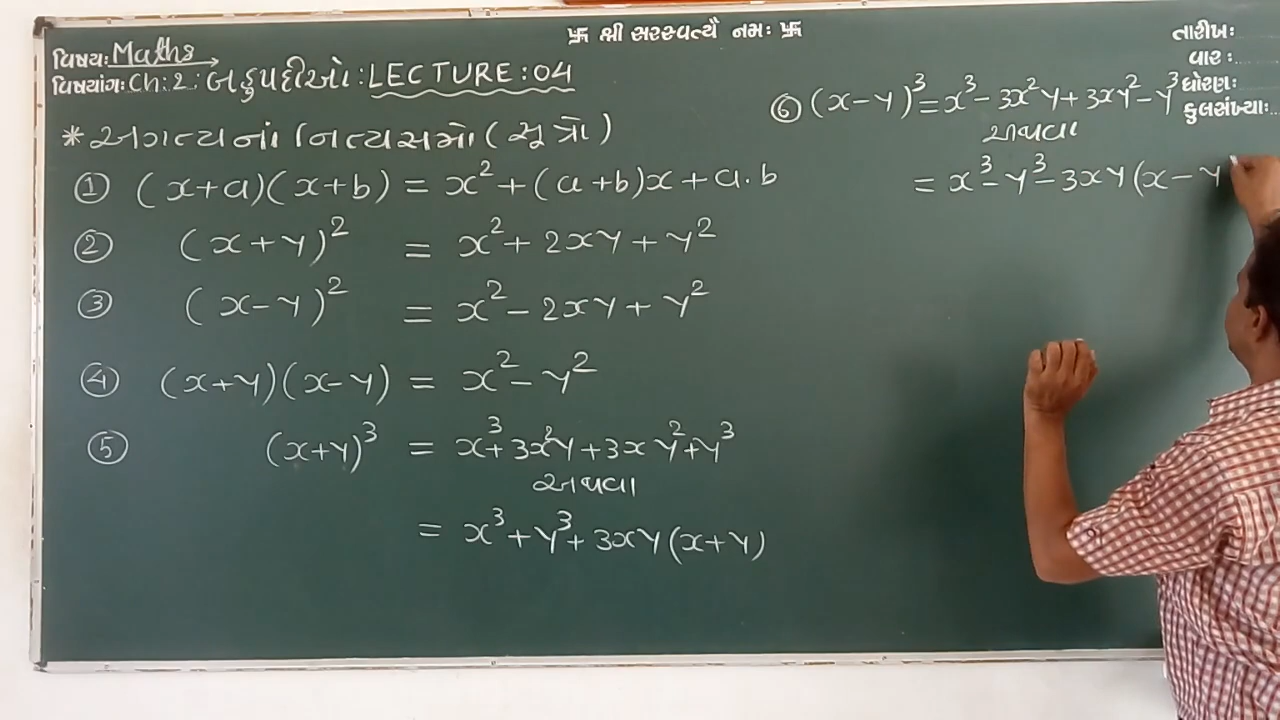 卐 શ્રી સરસ્વત્યૈ નમઃ 卐
વિષય: Maths
વિષયાંગ: Ch: 2: બહુપદીઓ: LECTURE: 04
તારીખ:
વાર:
ધોરણ:
કુલસંખ્યા:
* અગત્યનાં નિત્યસમો (સૂત્રો)
① (x+a)(x+b) = x² + (a+b)x + a.b
② (x+y)² = x² + 2xy + y²
③ (x-y)² = x² - 2xy + y²
④ (x+y)(x-y) = x² - y²
⑤ (x+y)³ = x³ + 3x²y + 3xy² + y³
અથવા
= x³ + y³ + 3xy(x+y)
⑥ (x-y)³ = x³ - 3x²y + 3xy² - y³
અથવા
= x³ - y³ - 3xy(x-y